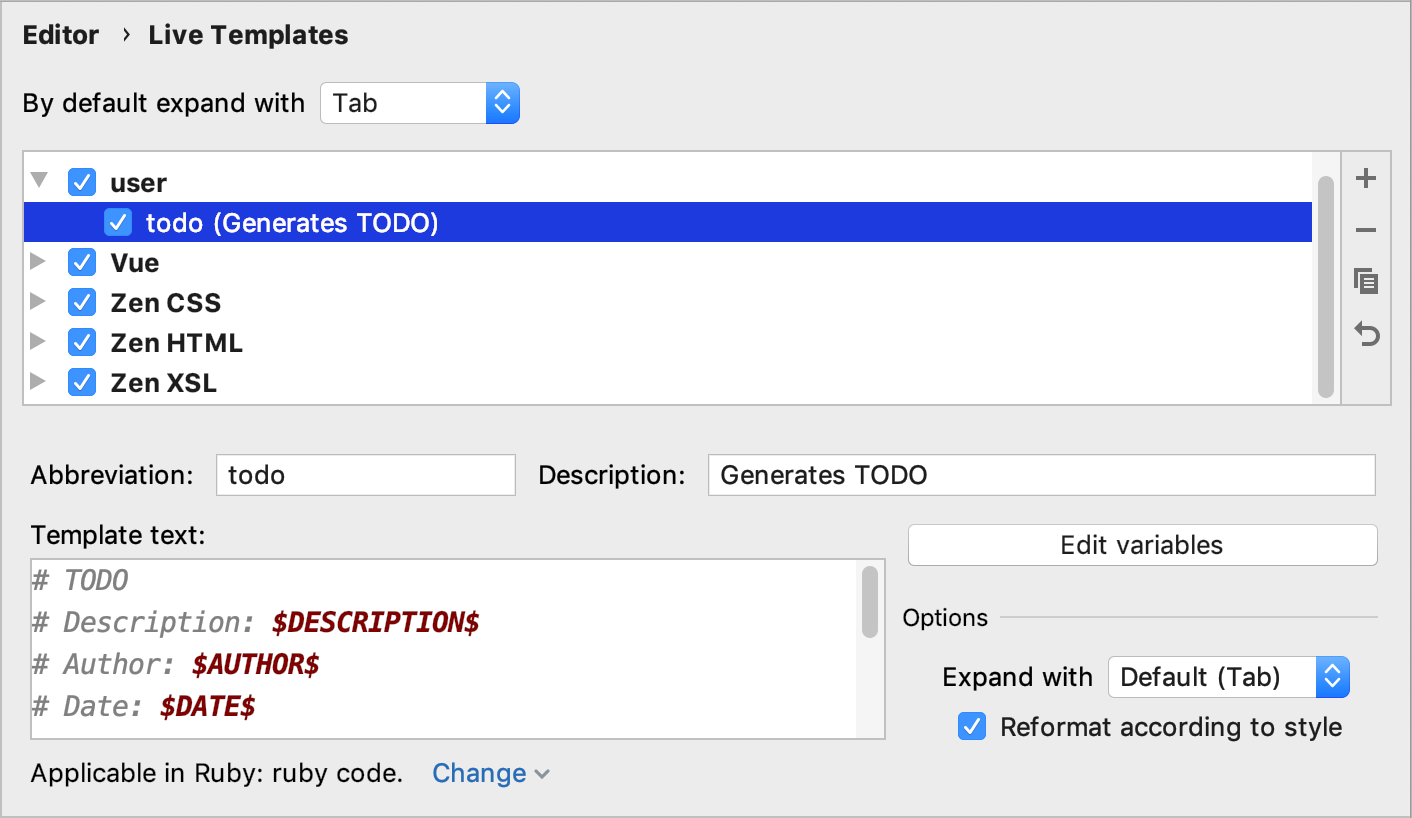 Editor › Live Templates
By default expand with Tab
user
todo (Generates TODO)
Vue
Zen CSS
Zen HTML
Zen XSL
Abbreviation: todo Description: Generates TODO
Template text:
Edit variables
# TODO
# Description: $DESCRIPTION$
# Author: $AUTHOR$
# Date: $DATE$
Options
Expand with Default (Tab)
Reformat according to style
Applicable in Ruby: ruby code. Change